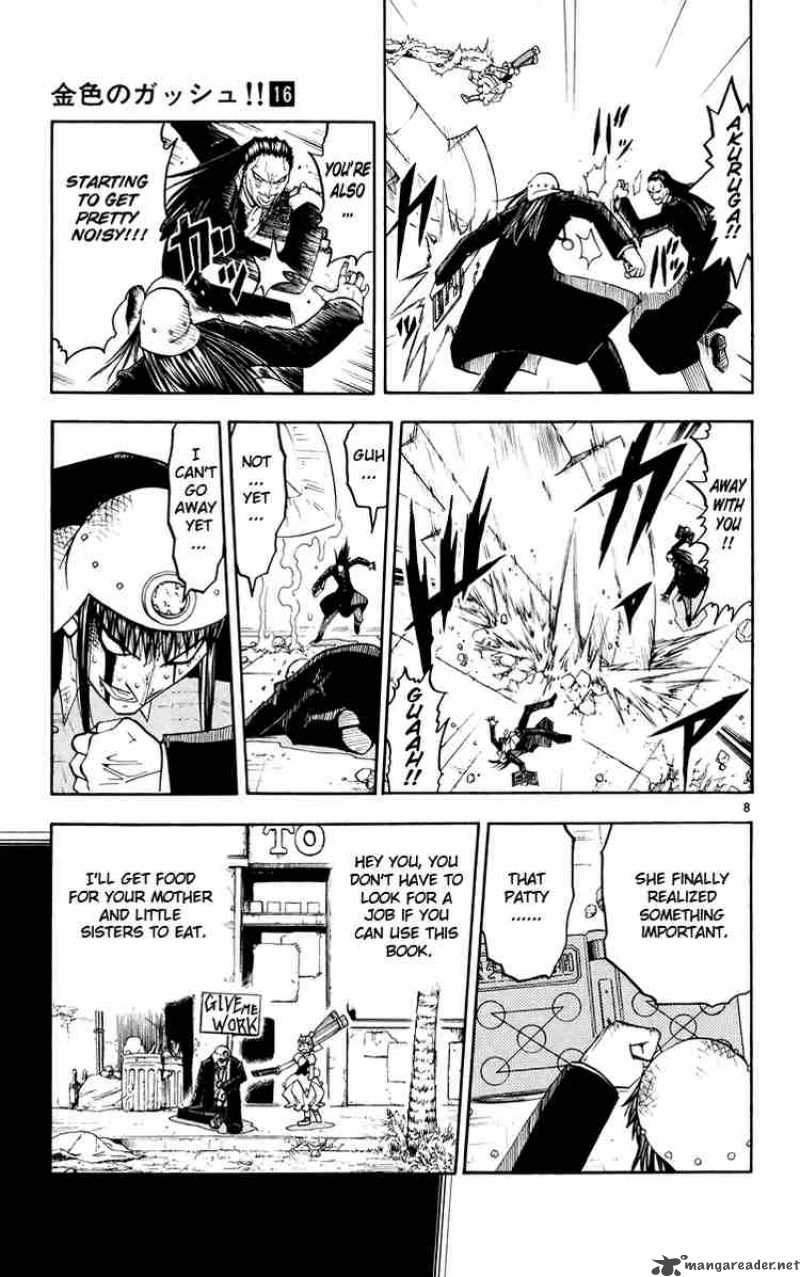 金色のガッシュ!! 16
AKURUGA!!
YOU'RE
ALSO
...
STARTING
TO GET
PRETTY
NOISY!!!
ガッ
AWAY
WITH
YOU
!!
GUAAH!!
GUH
...
NOT
...
YET
...
I
CAN'T
GO
AWAY
YET
...
8
SHE FINALLY
REALIZED
SOMETHING
IMPORTANT.
THAT
PATTY
......
HEY YOU, YOU
DON'T HAVE TO
LOOK FOR A
JOB IF YOU
CAN USE THIS
BOOK.
I'LL GET FOOD
FOR YOUR MOTHER
AND LITTLE
SISTERS TO EAT.
TO
GIVE ME
WORK
mangareader.net